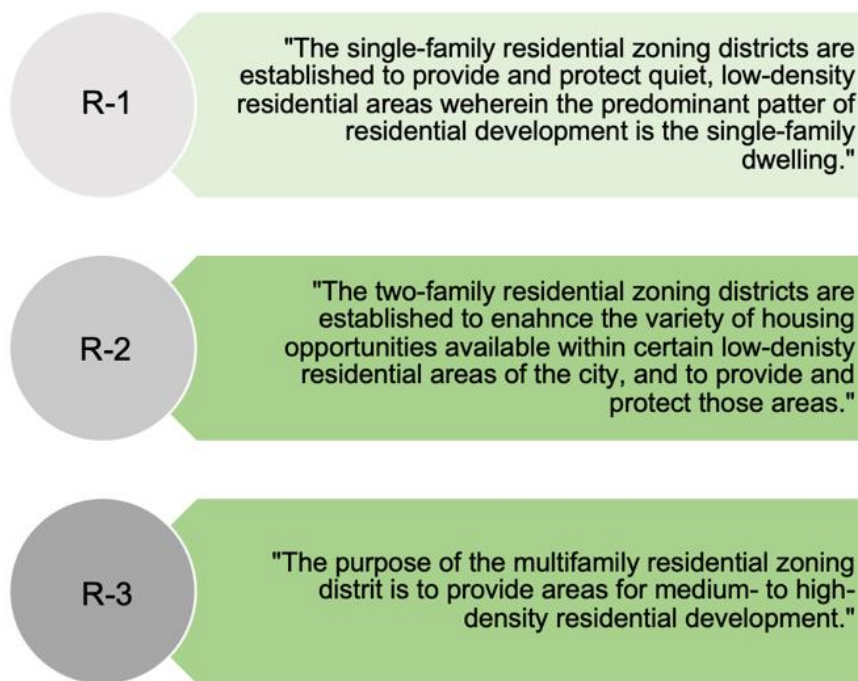 R-1
"The single-family residential zoning districts are
established to provide and protect quiet, low-density
residential areas weherein the predominant patter of
residential development is the single-family
dwelling."
R-2
"The two-family residential zoning districts are
established to enahnce the variety of housing
opportunities available within certain low-denisty
residential areas of the city, and to provide and
protect those areas."
R-3
"The purpose of the multifamily residential zoning
distrit is to provide areas for medium- to high-
density residential development."